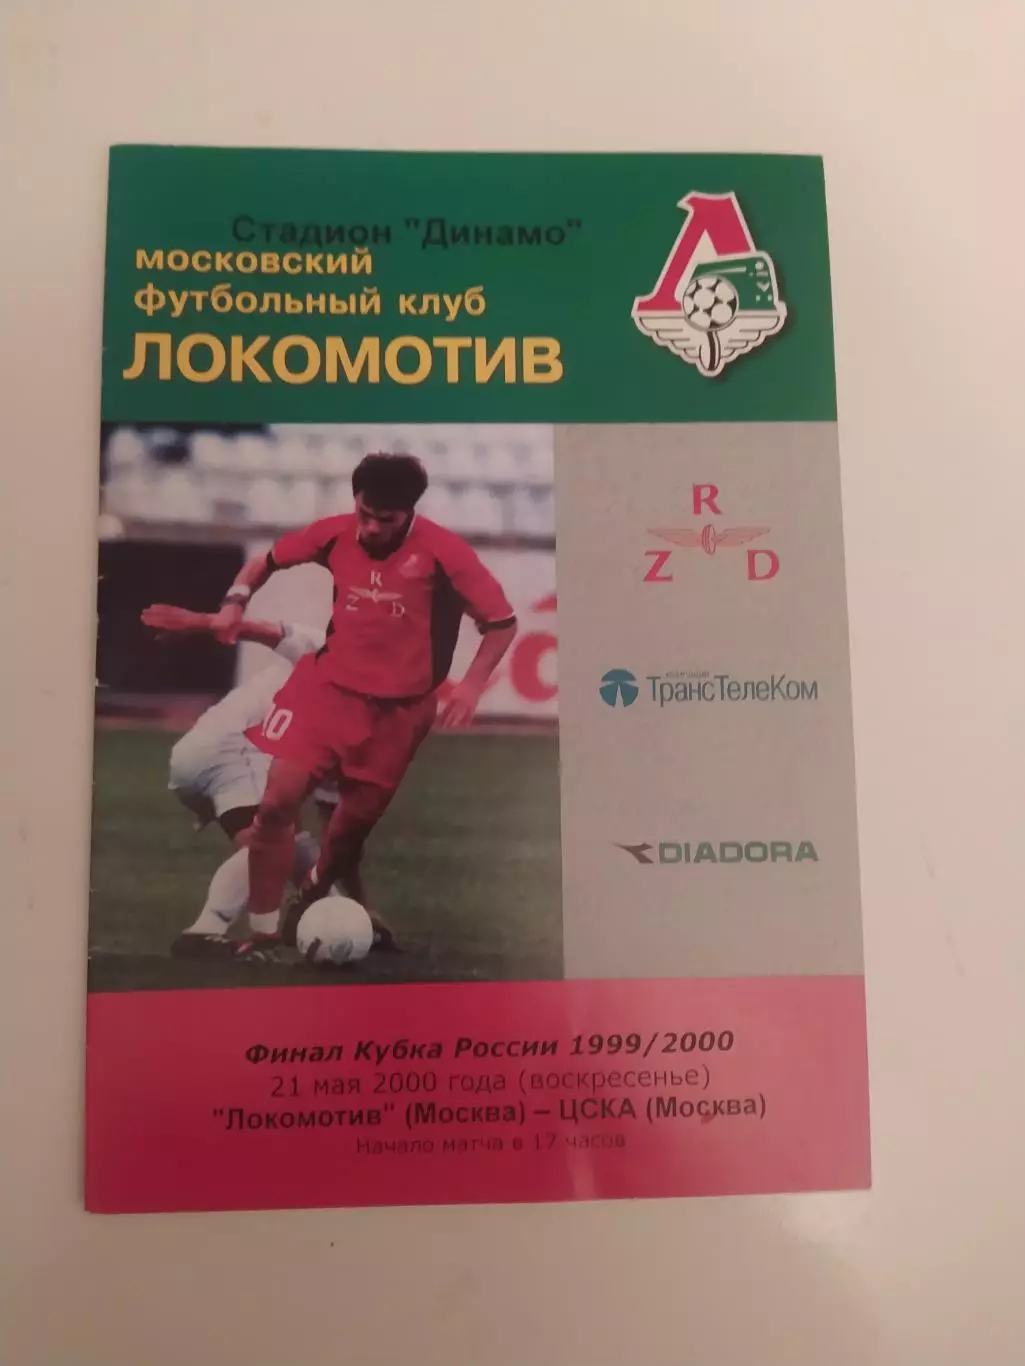 Стадион "Динамо"
МОСКОВСКИЙ
ФУТБОЛЬНЫЙ КЛУБ
ЛОКОМОТИВ
R
Z D
R
Z D
10
ТрансТелеКом
DIADORA
Финал Кубка России 1999/2000
21 мая 2000 года (воскресенье)
"Локомотив" (Москва) – ЦСКА (Москва)
Начало матча в 17 часов